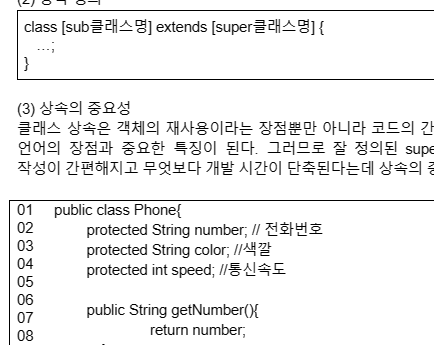 class [sub클래스명] extends [super클래스명] {
…;
}
(3) 상속의 중요성
클래스 상속은 객체의 재사용이라는 장점뿐만 아니라 코드의 간
언어의 장점과 중요한 특징이 된다. 그러므로 잘 정의된 supe
작성이 간편해지고 무엇보다 개발 시간이 단축된다는데 상속의 중
01 public class Phone{
02 protected String number; // 전화번호
03 protected String color; //색깔
04 protected int speed; //통신속도
05
06
07 public String getNumber(){
08 return number;